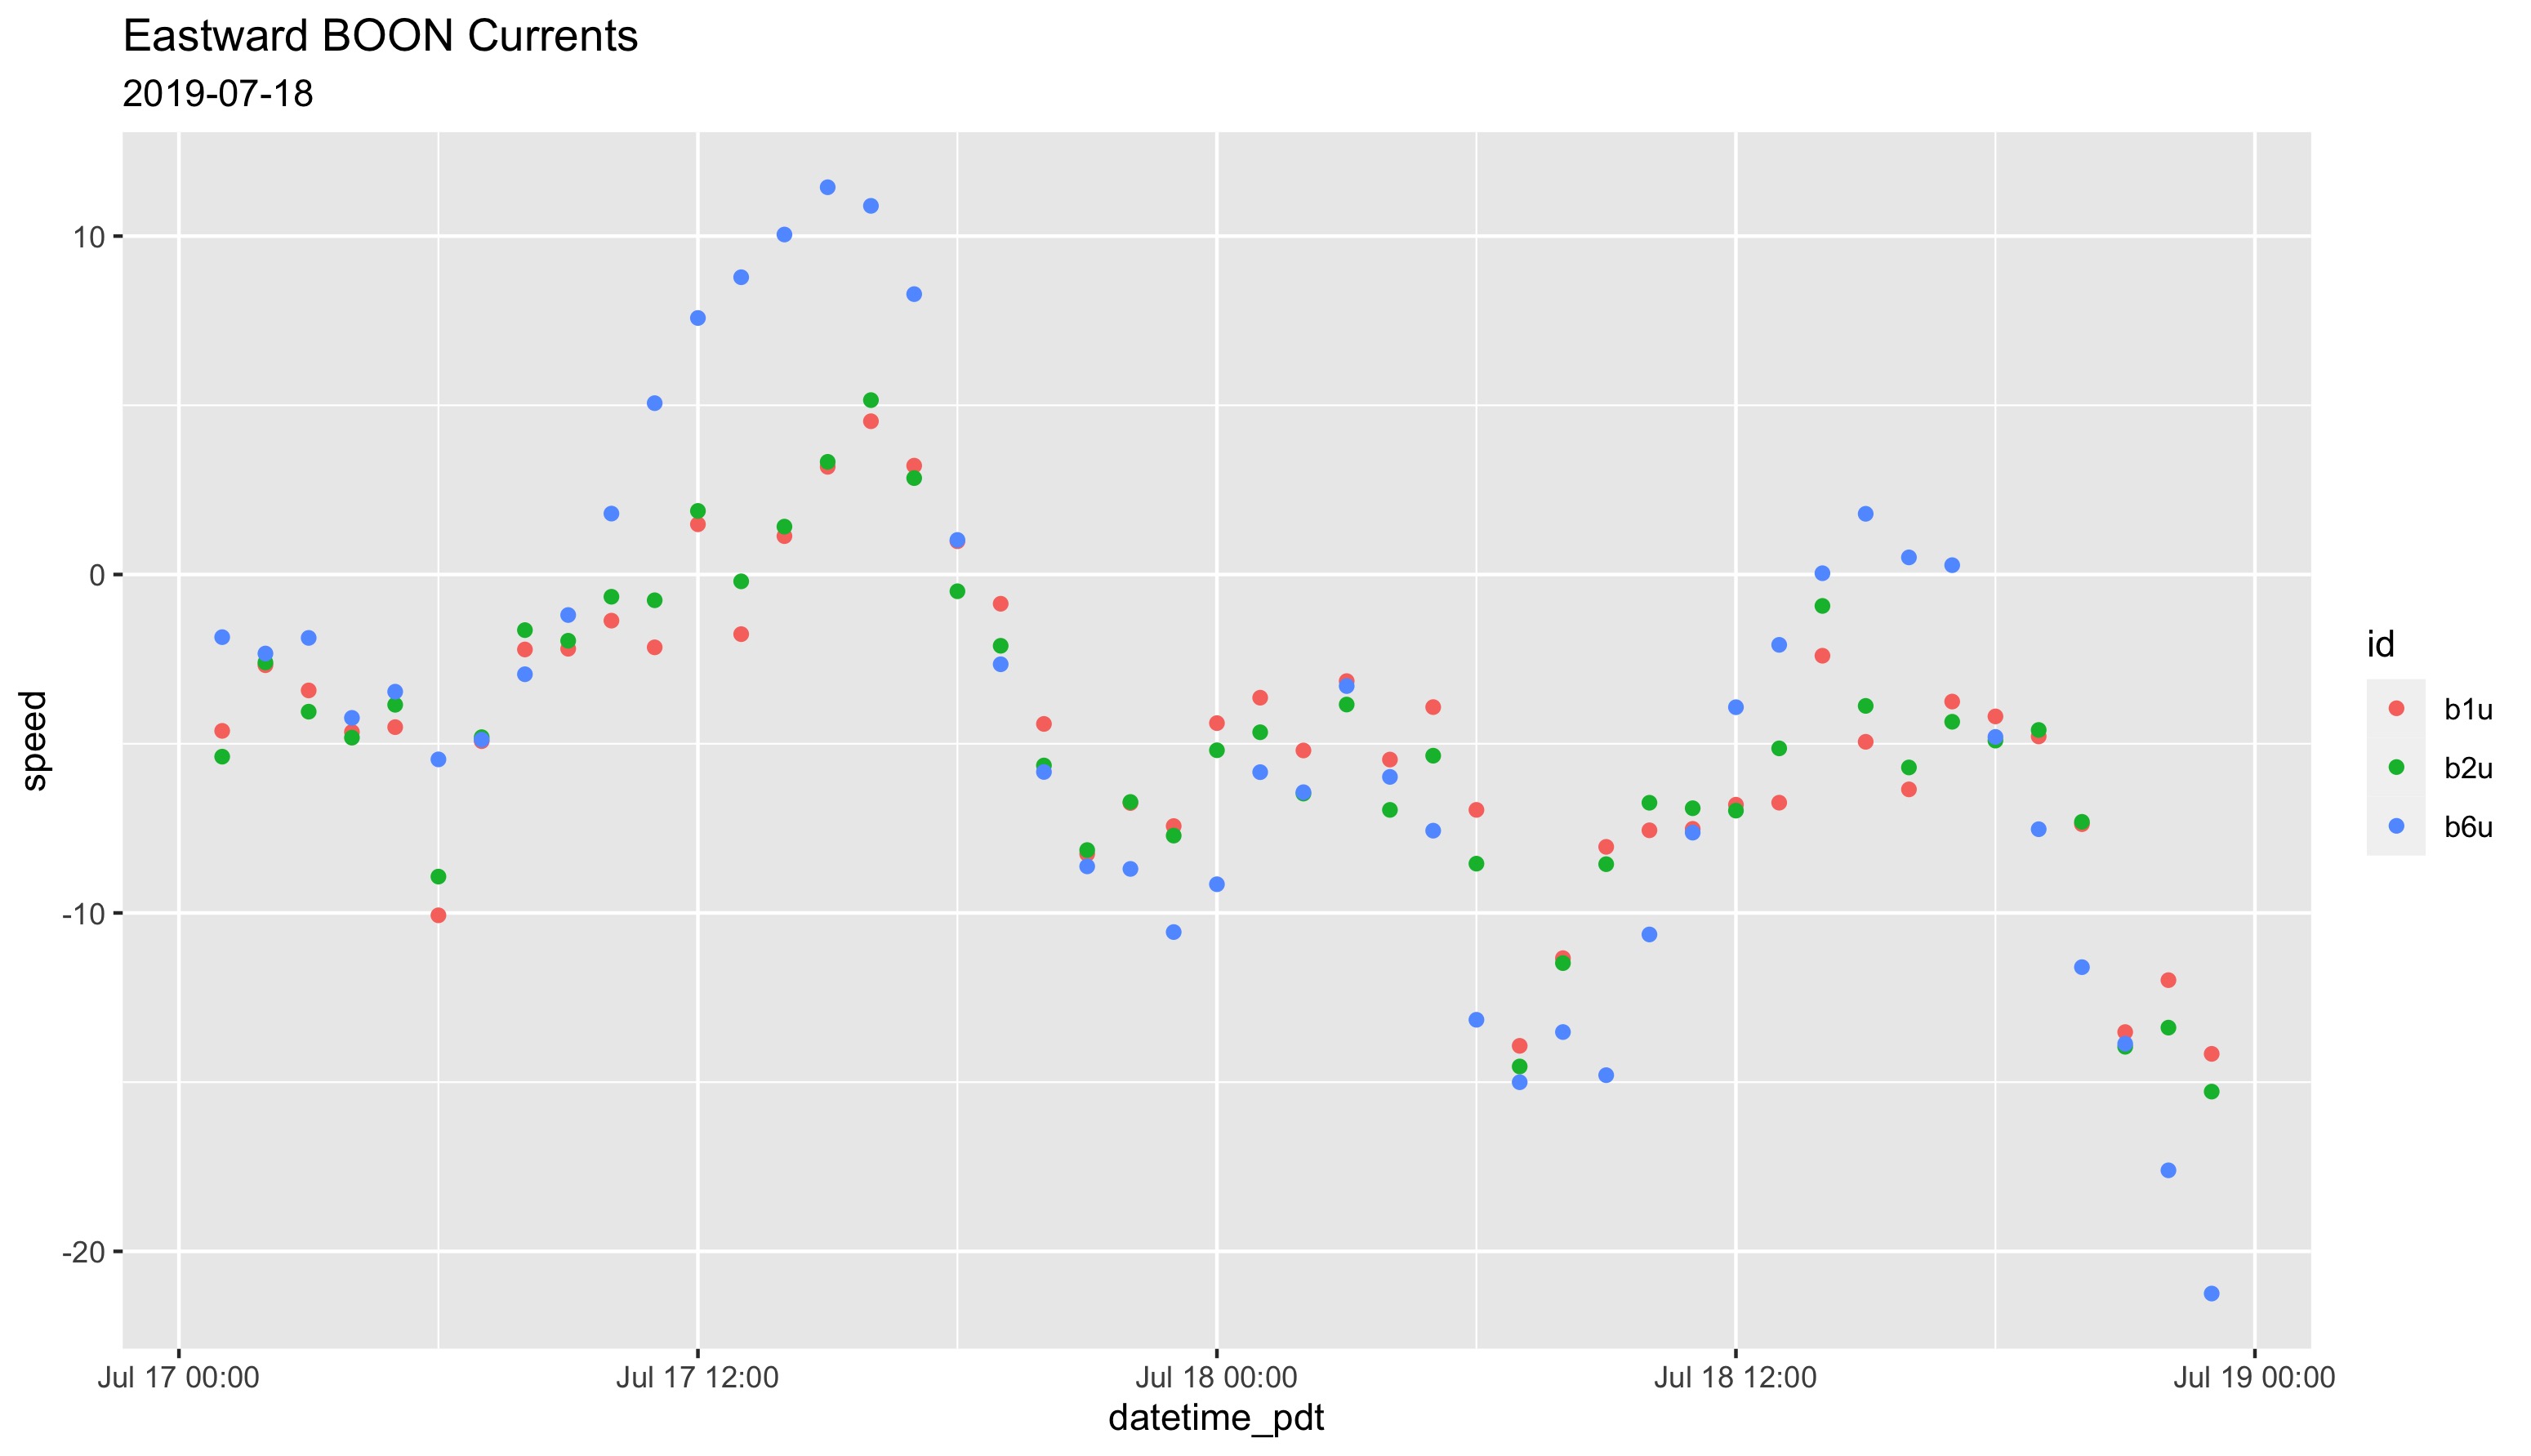 Eastward BOON Currents
2019-07-18
speed
10
0
-10
-20
Jul 17 00:00 Jul 17 12:00 Jul 18 00:00 Jul 18 12:00 Jul 19 00:00
datetime_pdt
id
b1u
b2u
b6u